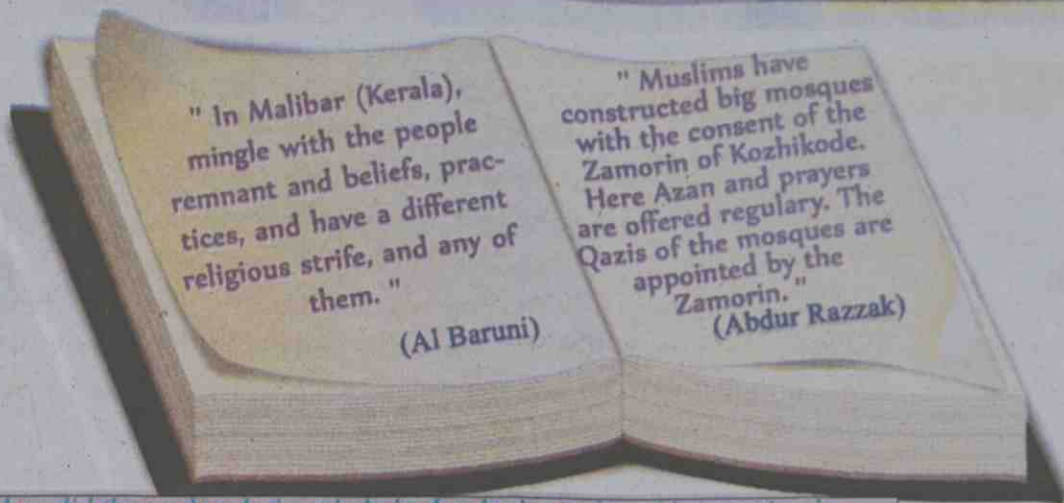 " In Malibar (Kerala),
mingle with the people
remnant and beliefs, prac-
tices, and have a different
religious strife, and any of
them. "
(Al Baruni)
" Muslims have
constructed big mosques
with the consent of the
Zamorin of Kozhikode.
Here Azan and prayers
are offered regulary. The
Qazis of the mosques are
appointed by the
Zamorin. "
(Abdur Razzak)